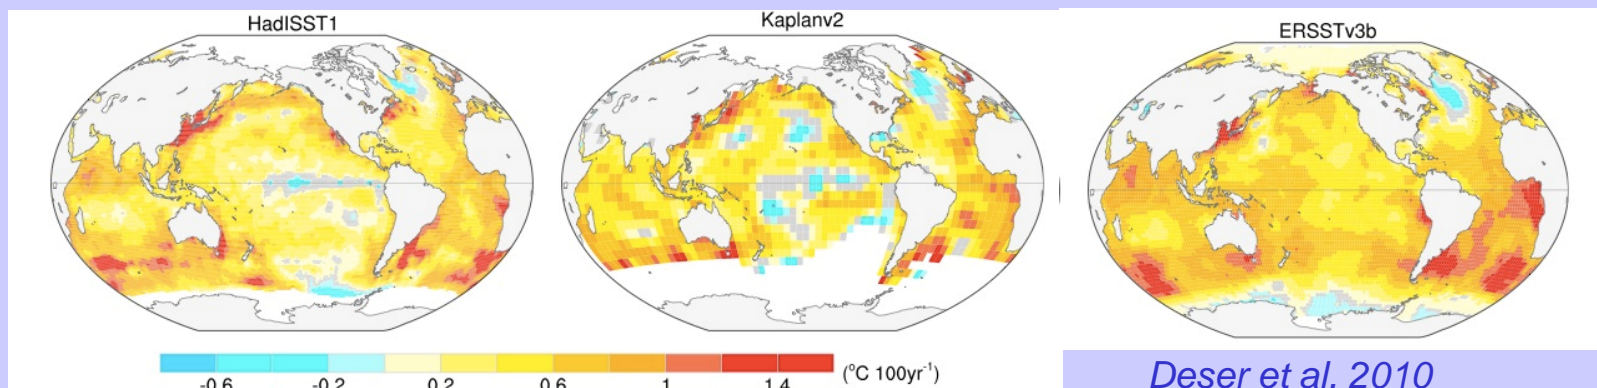 HadISST1
Kaplanv2
ERSSTv3b
-0.6 -0.2 0.2 0.6 1 1.4 (°C 100yr⁻¹)
Deser et al. 2010